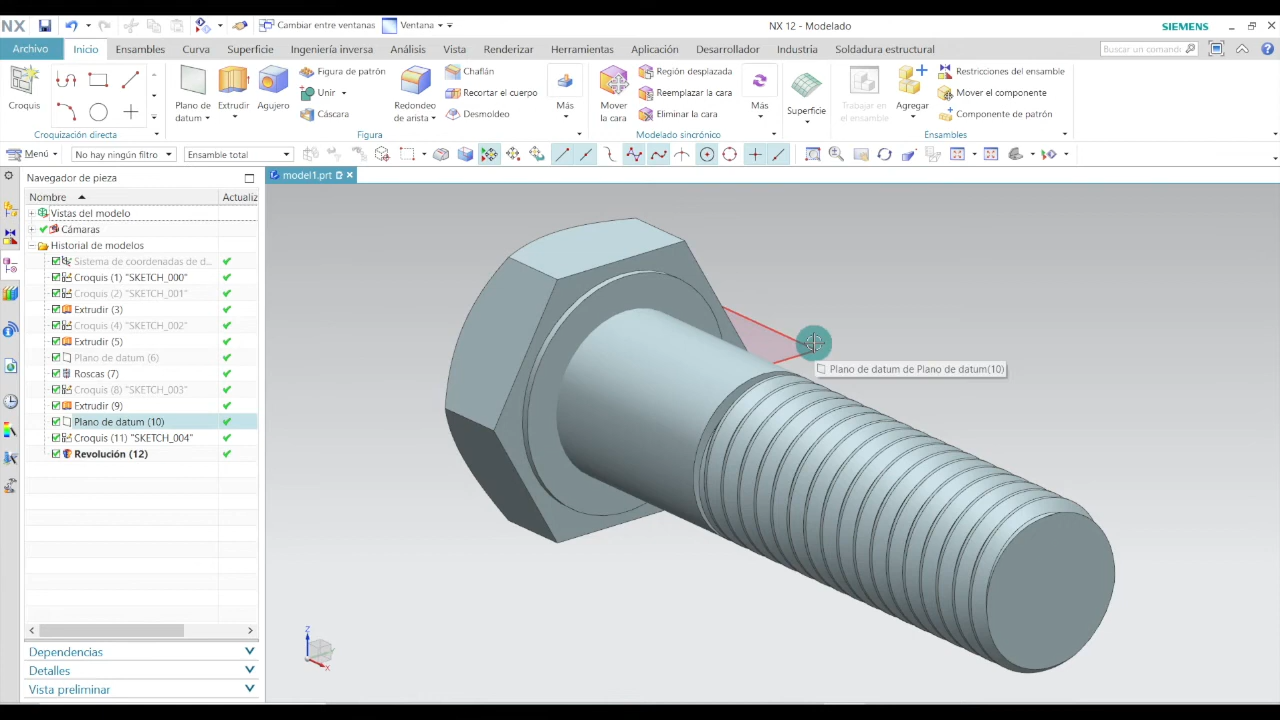 NX Cambiar entre ventanas Ventana NX 12 - Modelado SIEMENS
Archivo Inicio Ensambles Curva Superficie Ingeniería inversa Análisis Vista Renderizar Herramientas Aplicación Desarrollador Industria Soldadura estructural Buscar un comando
Croquis
Croquización directa
Plano de datum
Extrudir
Agujero
Figura de patrón
Unir
Cáscara
Redondeo de arista
Chaflán
Recortar el cuerpo
Desmoldeo
Más
Figura
Mover la cara
Región desplazada
Reemplazar la cara
Eliminar la cara
Más
Modelado sincrónico
Superficie
Trabajar en el ensamble
Agregar
Restricciones del ensamble
Mover el componente
Componente de patrón
Ensambles
Menú No hay ningún filtro Ensamble total
Navegador de pieza
model1.prt
Nombre Actualiz
Vistas del modelo
Cámaras
Historial de modelos
Sistema de coordenadas de d...
Croquis (1) "SKETCH_000"
Croquis (2) "SKETCH_001"
Extrudir (3)
Croquis (4) "SKETCH_002"
Extrudir (5)
Plano de datum (6)
Roscas (7)
Croquis (8) "SKETCH_003"
Extrudir (9)
Plano de datum (10)
Croquis (11) "SKETCH_004"
Revolución (12)
Plano de datum de Plano de datum(10)
Z
X
Dependencias
Detalles
Vista preliminar